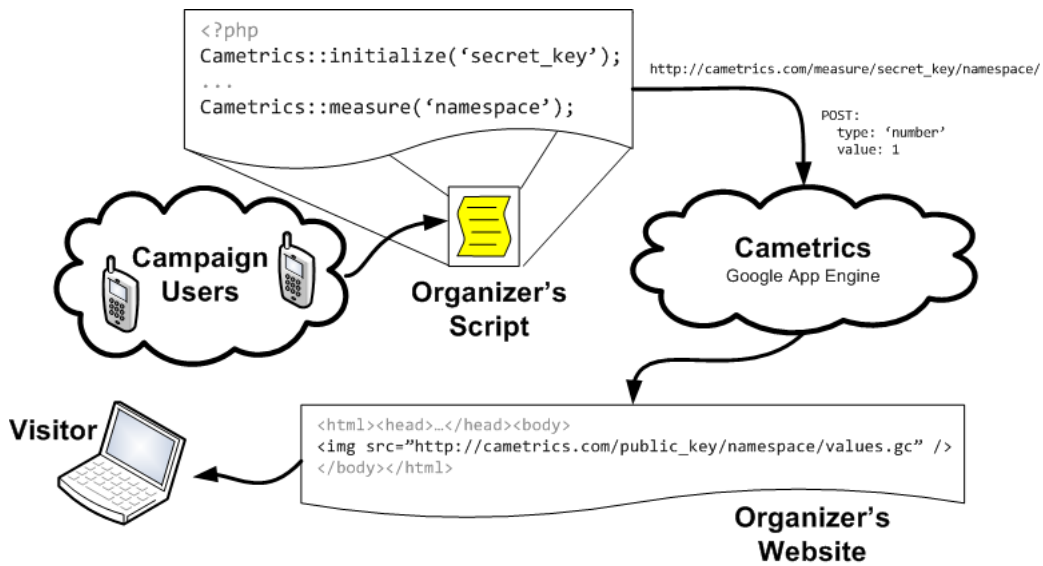 <?php
Cametrics::initialize(‘secret_key’);
...
Cametrics::measure(‘namespace’);
http://cametrics.com/measure/secret_key/namespace/
POST:
type: ‘number’
value: 1
Campaign
Users
Organizer’s
Script
Cametrics
Google App Engine
Visitor
<html><head>…</head><body>
<img src=”http://cametrics.com/public_key/namespace/values.gc” />
</body></html>
Organizer’s
Website